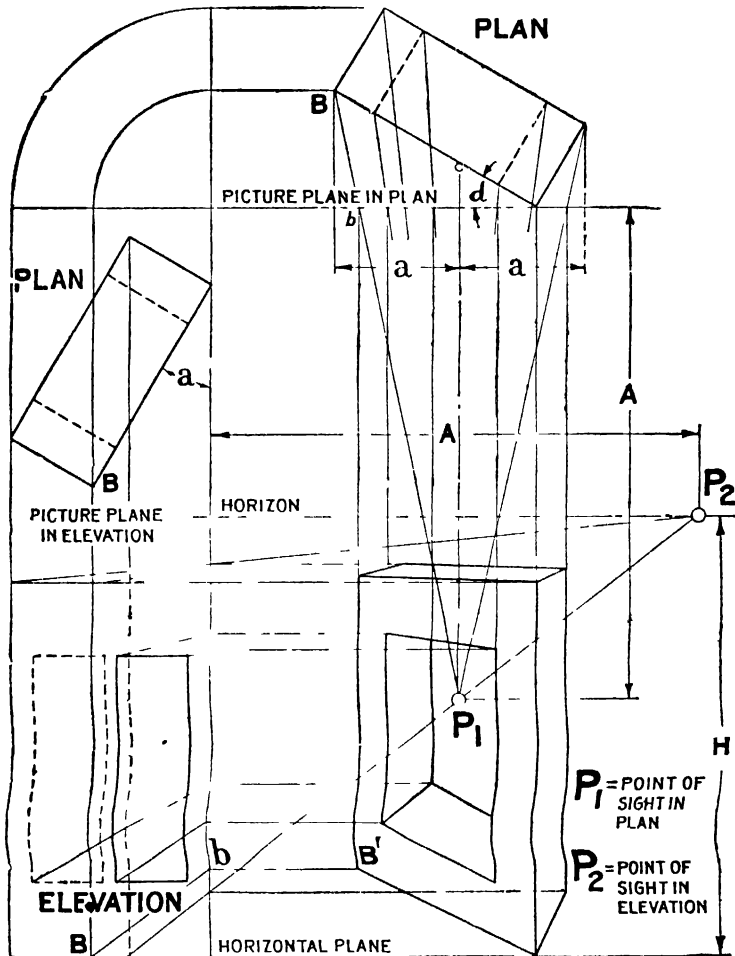 PLAN
B
d
PICTURE PLANE IN PLAN
b
PLAN
a
a
a
A
A
B
P2
HORIZON
PICTURE PLANE
IN ELEVATION
P1
H
P1 = POINT OF
SIGHT IN
PLAN
b
B'
P2 = POINT OF
SIGHT IN
ELEVATION
ELEVATION
B
HORIZONTAL PLANE